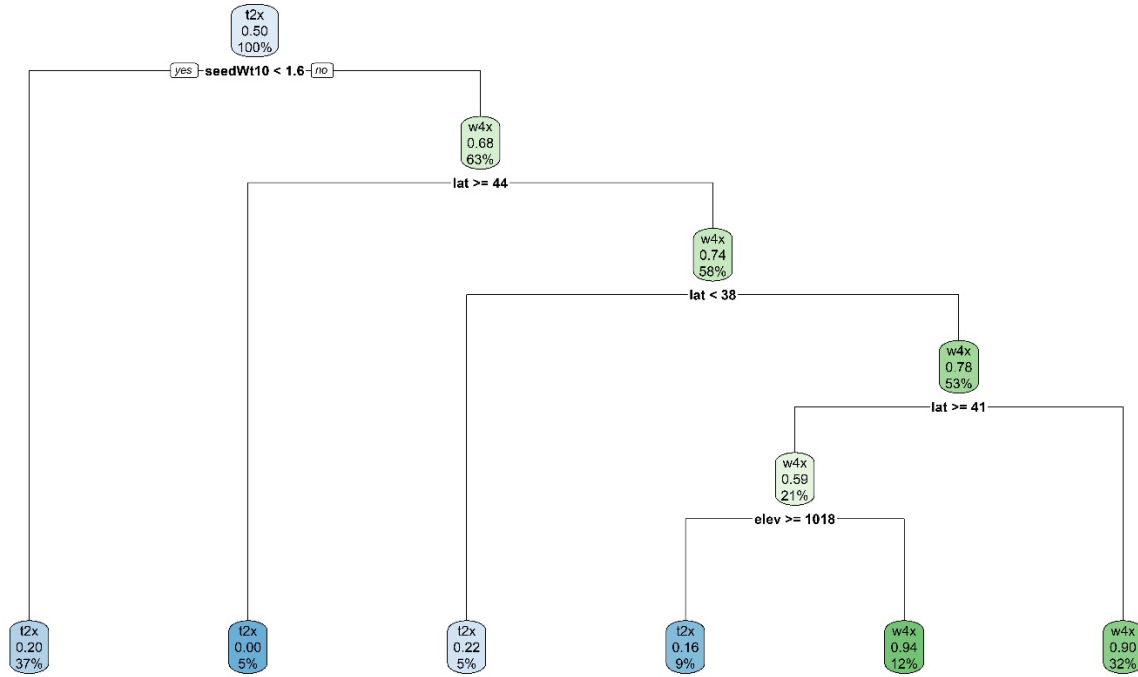 t2x
0.50
100%
yes seedWt10 < 1.6 no
w4x
0.68
63%
lat >= 44
w4x
0.74
58%
lat < 38
w4x
0.78
53%
lat >= 41
w4x
0.59
21%
elev >= 1018
t2x
0.20
37%
t2x
0.00
5%
t2x
0.22
5%
t2x
0.16
9%
w4x
0.94
12%
w4x
0.90
32%